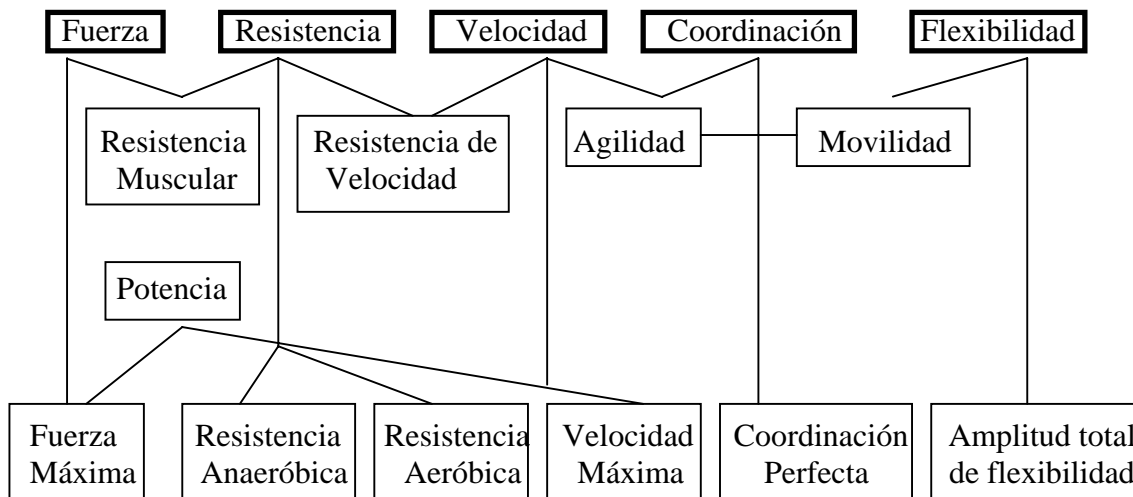 Fuerza
Resistencia
Velocidad
Coordinación
Flexibilidad
Resistencia
Muscular
Resistencia de
Velocidad
Agilidad
Movilidad
Potencia
Fuerza
Máxima
Resistencia
Anaeróbica
Resistencia
Aeróbica
Velocidad
Máxima
Coordinación
Perfecta
Amplitud total
de flexibilidad